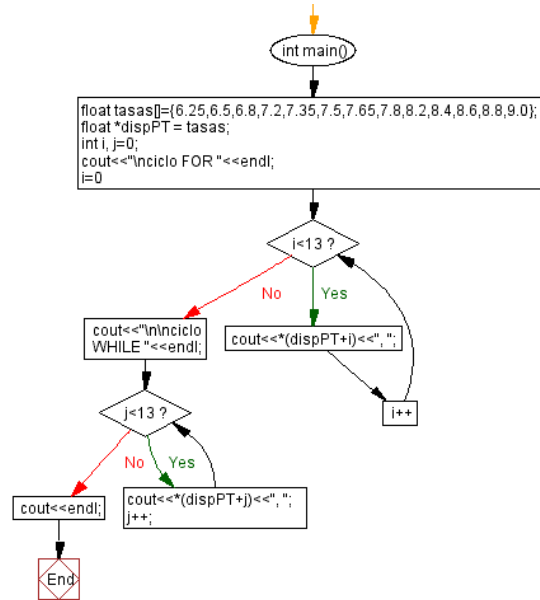 int main()
float tasas[]={6.25,6.5,6.8,7.2,7.35,7.5,7.65,7.8,8.2,8.4,8.6,8.8,9.0};
float *dispPT = tasas;
int i, j=0;
cout<<"\nciclo FOR "<<endl;
i=0
i<13 ?
No
Yes
cout<<"\n\nciclo
WHILE "<<endl;
cout<<*(dispPT+i)<<", ";
i++
j<13 ?
No
Yes
cout<<endl;
cout<<*(dispPT+j)<<", ";
j++;
End